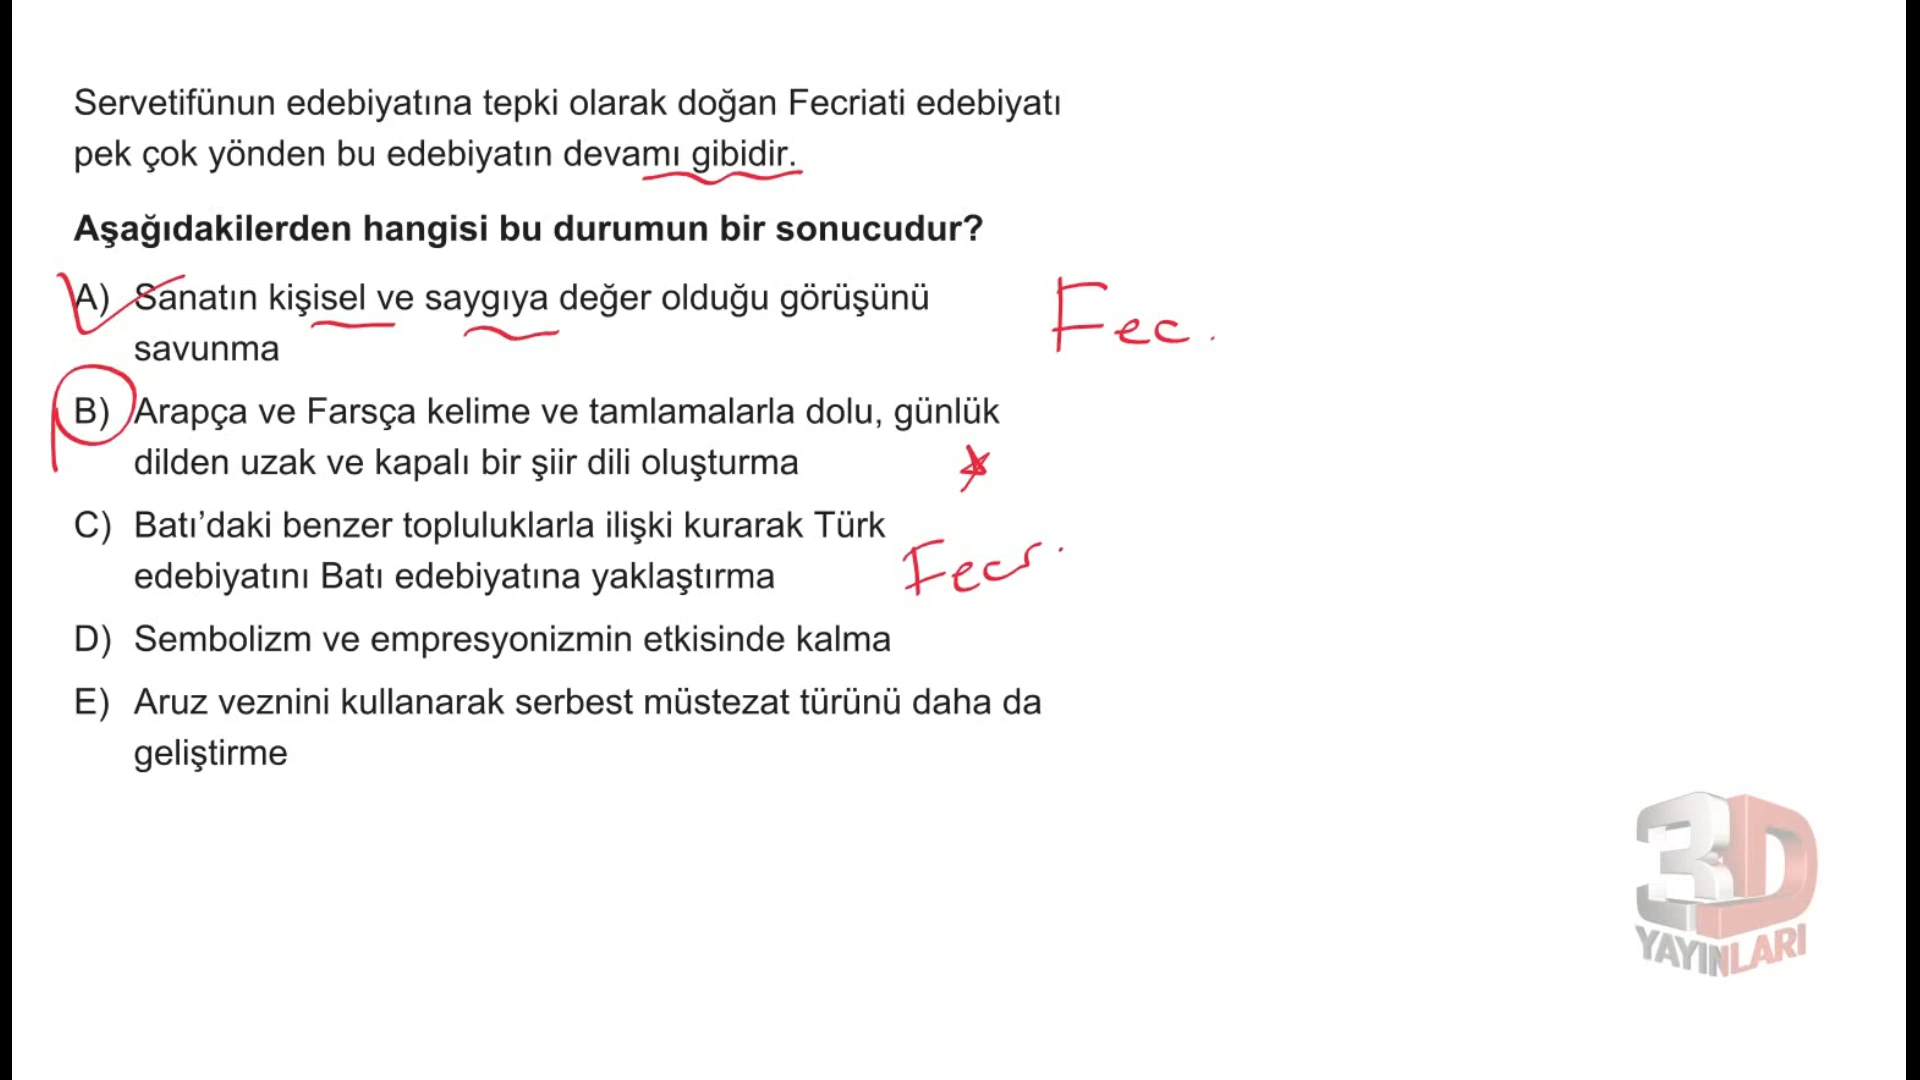 Servetifünun edebiyatına tepki olarak doğan Fecriati edebiyatı
pek çok yönden bu edebiyatın devamı gibidir.
Aşağıdakilerden hangisi bu durumun bir sonucudur?
A) Sanatın kişisel ve saygıya değer olduğu görüşünü
savunma
Fec.
B) Arapça ve Farsça kelime ve tamlamalarla dolu, günlük
dilden uzak ve kapalı bir şiir dili oluşturma
C) Batı’daki benzer topluluklarla ilişki kurarak Türk
edebiyatını Batı edebiyatına yaklaştırma
Fecr.
D) Sembolizm ve empresyonizmin etkisinde kalma
E) Aruz veznini kullanarak serbest müstezat türünü daha da
geliştirme
3D
YAYINLARI